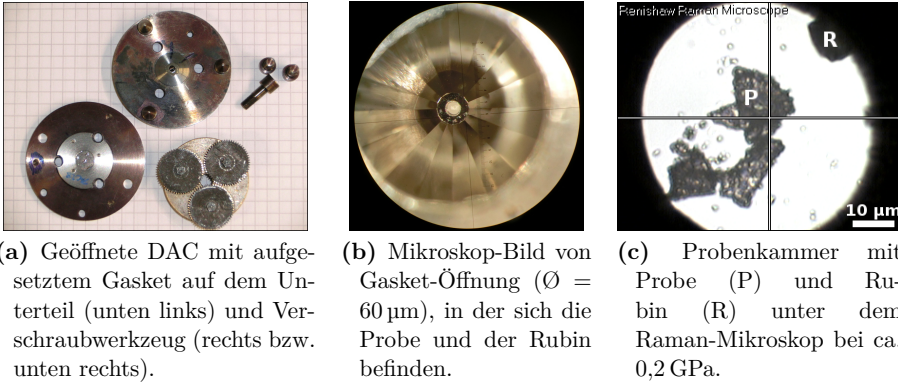 Renishaw Raman Microscope
R
P
10 µm
(a) Geöffnete DAC mit aufge-
setztem Gasket auf dem Un-
terteil (unten links) und Ver-
schraubwerkzeug (rechts bzw.
unten rechts).
(b) Mikroskop-Bild von
Gasket-Öffnung (Ø =
60 µm), in der sich die
Probe und der Rubin
befinden.
(c) Probenkammer mit
Probe (P) und Ru-
bin (R) unter dem
Raman-Mikroskop bei ca.
0,2 GPa.